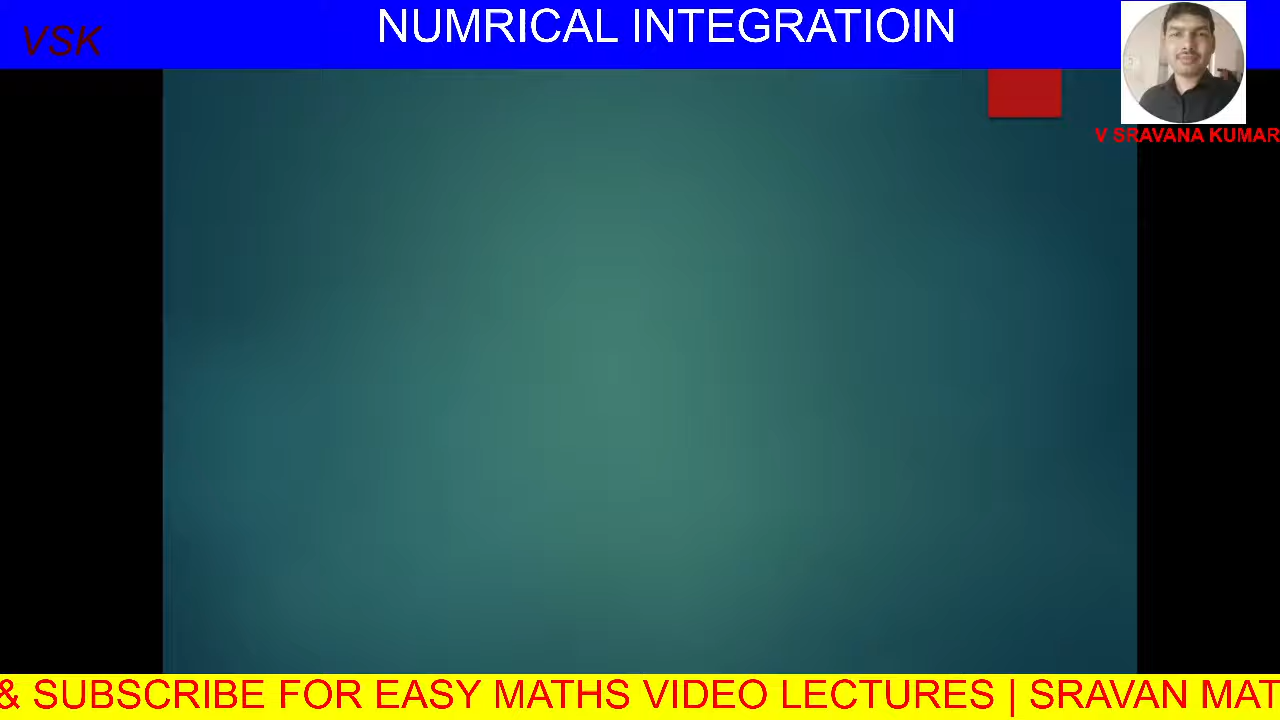 VSK
NUMRICAL INTEGRATIOIN
V SRAVANA KUMAR
& SUBSCRIBE FOR EASY MATHS VIDEO LECTURES | SRAVAN MAT